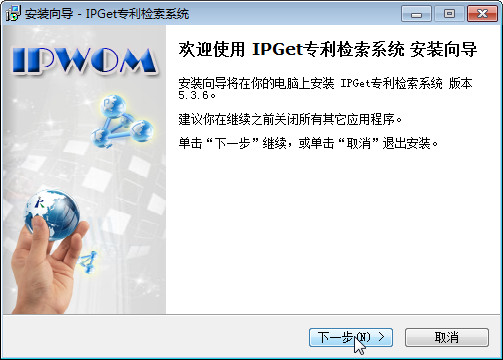 安装向导 - IPGet专利检索系统
IPWOM
欢迎使用 IPGet专利检索系统 安装向导
安装向导将在你的电脑上安装 IPGet专利检索系统 版本
5.3.6。
建议你在继续之前关闭所有其它应用程序。
单击“下一步”继续，或单击“取消”退出安装。
下一步(N) >
取消